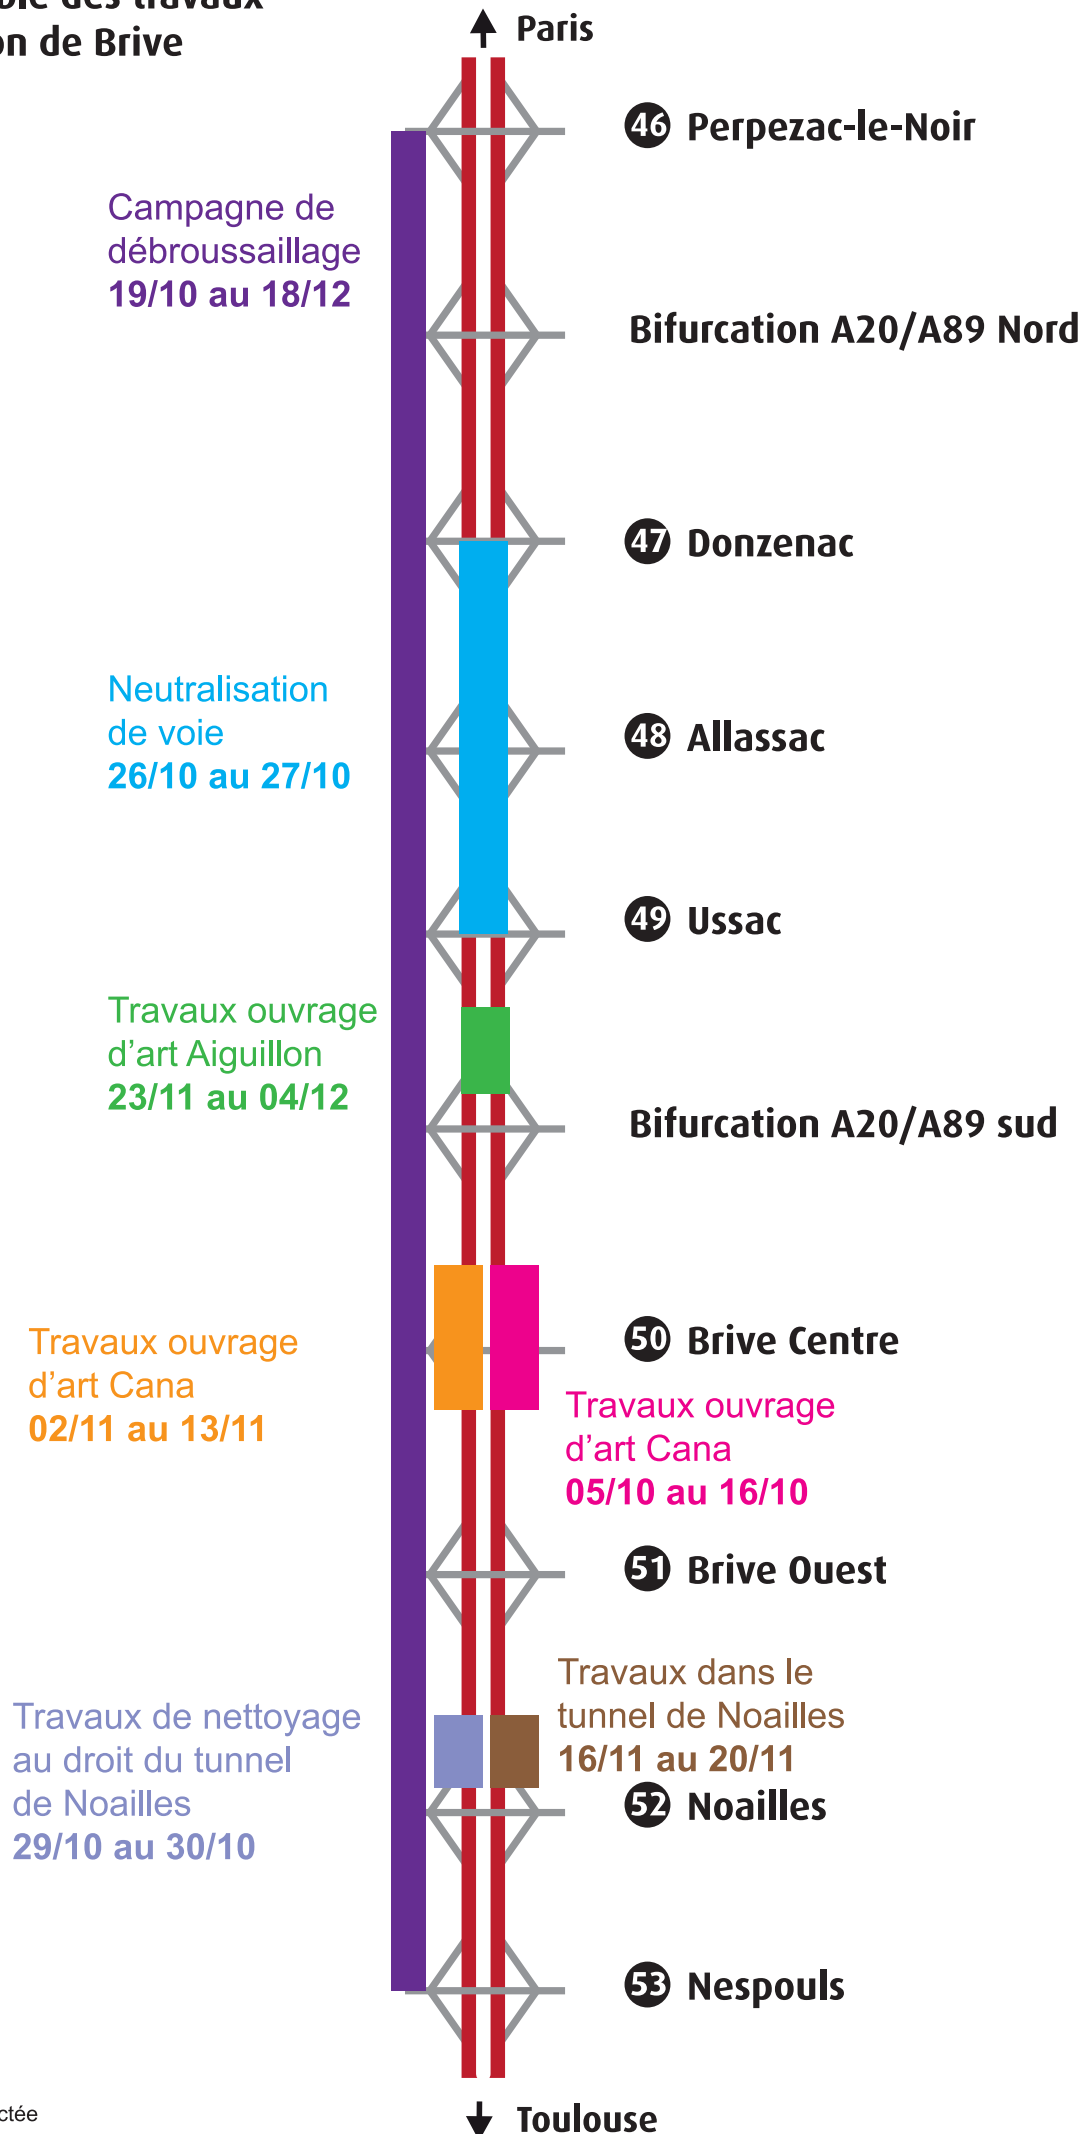 on de Brive
Paris
46 Perpezac-le-Noir
Campagne de
débroussaillage
19/10 au 18/12
Bifurcation A20/A89 Nord
47 Donzenac
Neutralisation
de voie
26/10 au 27/10
48 Allassac
49 Ussac
Travaux ouvrage
d'art Aiguillon
23/11 au 04/12
Bifurcation A20/A89 sud
50 Brive Centre
Travaux ouvrage
d'art Cana
02/11 au 13/11
Travaux ouvrage
d'art Cana
05/10 au 16/10
51 Brive Ouest
Travaux dans le
tunnel de Noailles
16/11 au 20/11
Travaux de nettoyage
au droit du tunnel
de Noailles
29/10 au 30/10
52 Noailles
53 Nespouls
ctée
Toulouse